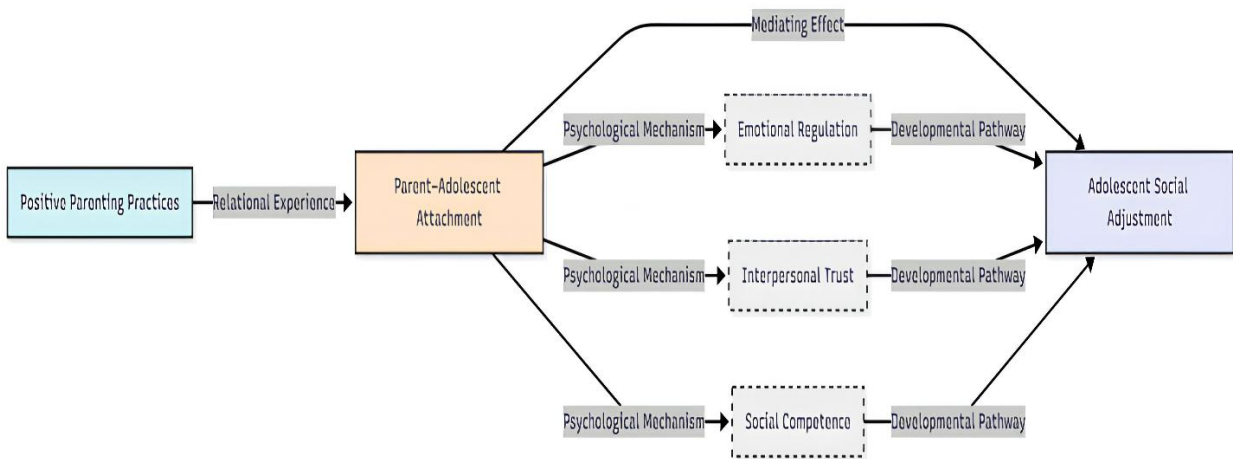 Mediating Effect
Psychological Mechanism
Emotional Regulation
Developmental Pathway
Positive Parenting Practices
Relational Experience
Parent-Adolescent
Attachment
Adolescent Social
Adjustment
Psychological Mechanism
Interpersonal Trust
Developmental Pathway
Psychological Mechanism
Social Competence
Developmental Pathway